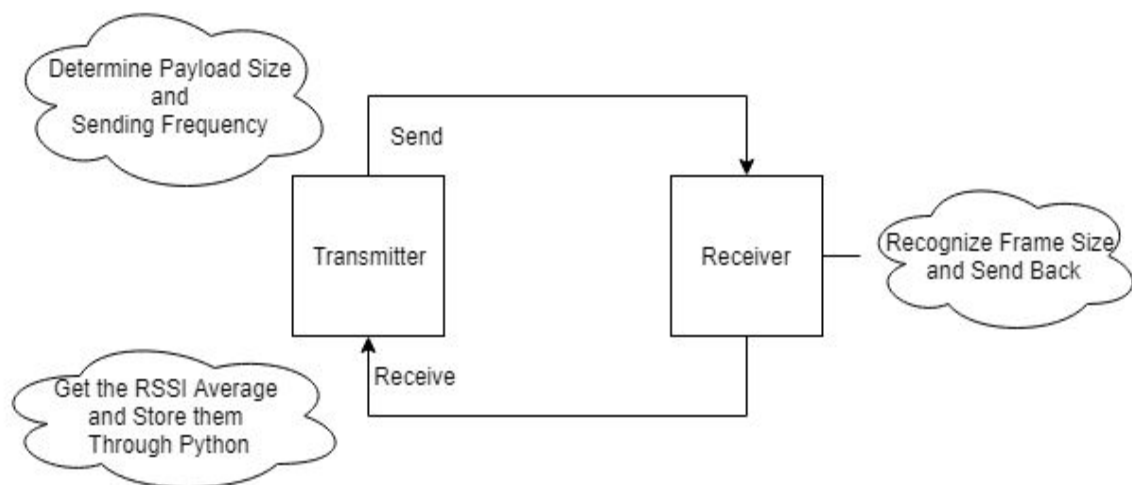 Determine Payload Size
and
Sending Frequency
Send
Transmitter
Receiver
Recognize Frame Size
and Send Back
Receive
Get the RSSI Average
and Store them
Through Python